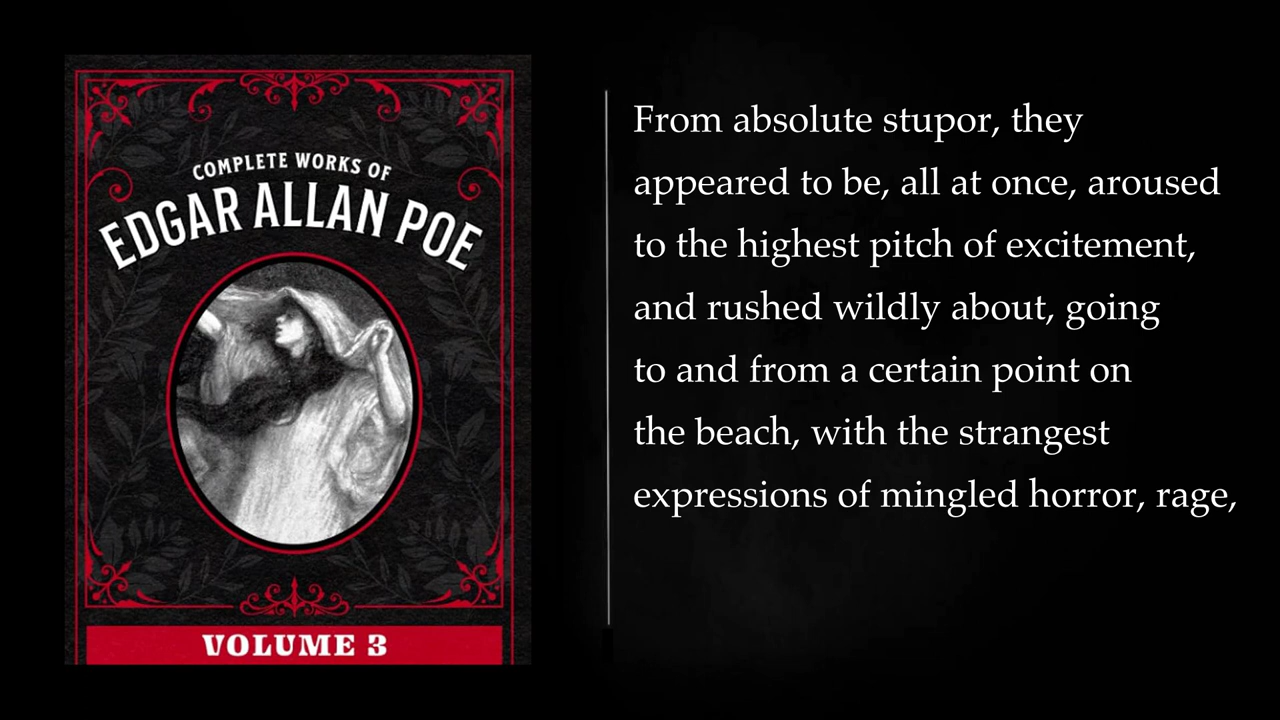 COMPLETE WORKS OF
EDGAR ALLAN POE
VOLUME 3
From absolute stupor, they
appeared to be, all at once, aroused
to the highest pitch of excitement,
and rushed wildly about, going
to and from a certain point on
the beach, with the strangest
expressions of mingled horror, rage,